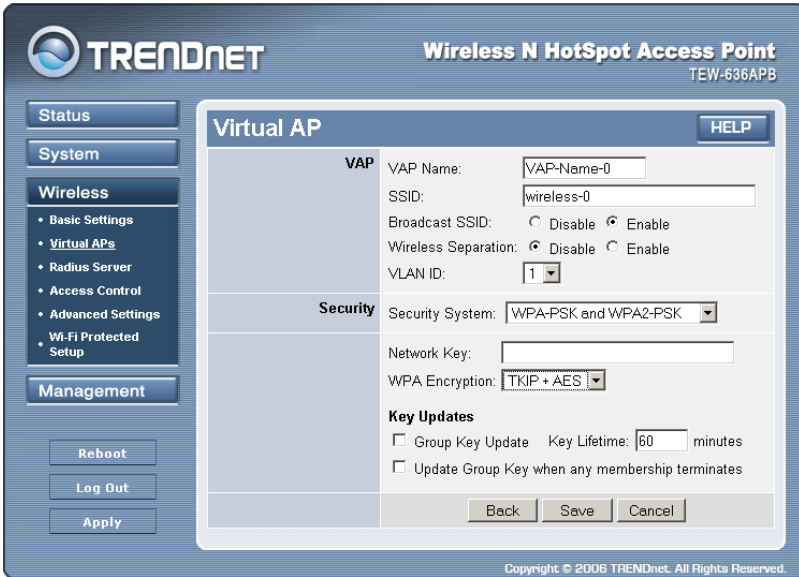 TRENDNET
Wireless N HotSpot Access Point
TEW-636APB
Status
System
Wireless
• Basic Settings
• Virtual APs
• Radius Server
• Access Control
• Advanced Settings
• Wi-Fi Protected
Setup
Management
Reboot
Log Out
Apply
Virtual AP
HELP
VAP
VAP Name: VAP-Name-0
SSID: wireless-0
Broadcast SSID: Disable Enable
Wireless Separation: Disable Enable
VLAN ID: 1
Security
Security System: WPA-PSK and WPA2-PSK
Network Key:
WPA Encryption: TKIP + AES
Key Updates
Group Key Update Key Lifetime: 60 minutes
Update Group Key when any membership terminates
Back Save Cancel
Copyright © 2006 TRENDnet. All Rights Reserved.